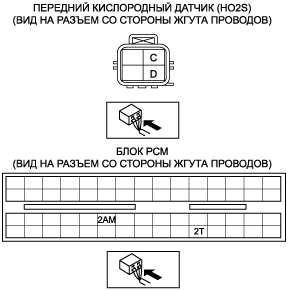 ПЕРЕДНИЙ КИСЛОРОДНЫЙ ДАТЧИК (HO2S)
(ВИД НА РАЗЪЕМ СО СТОРОНЫ ЖГУТА ПРОВОДОВ)
C
D
БЛОК PCM
(ВИД НА РАЗЪЕМ СО СТОРОНЫ ЖГУТА ПРОВОДОВ)
2AM
2T